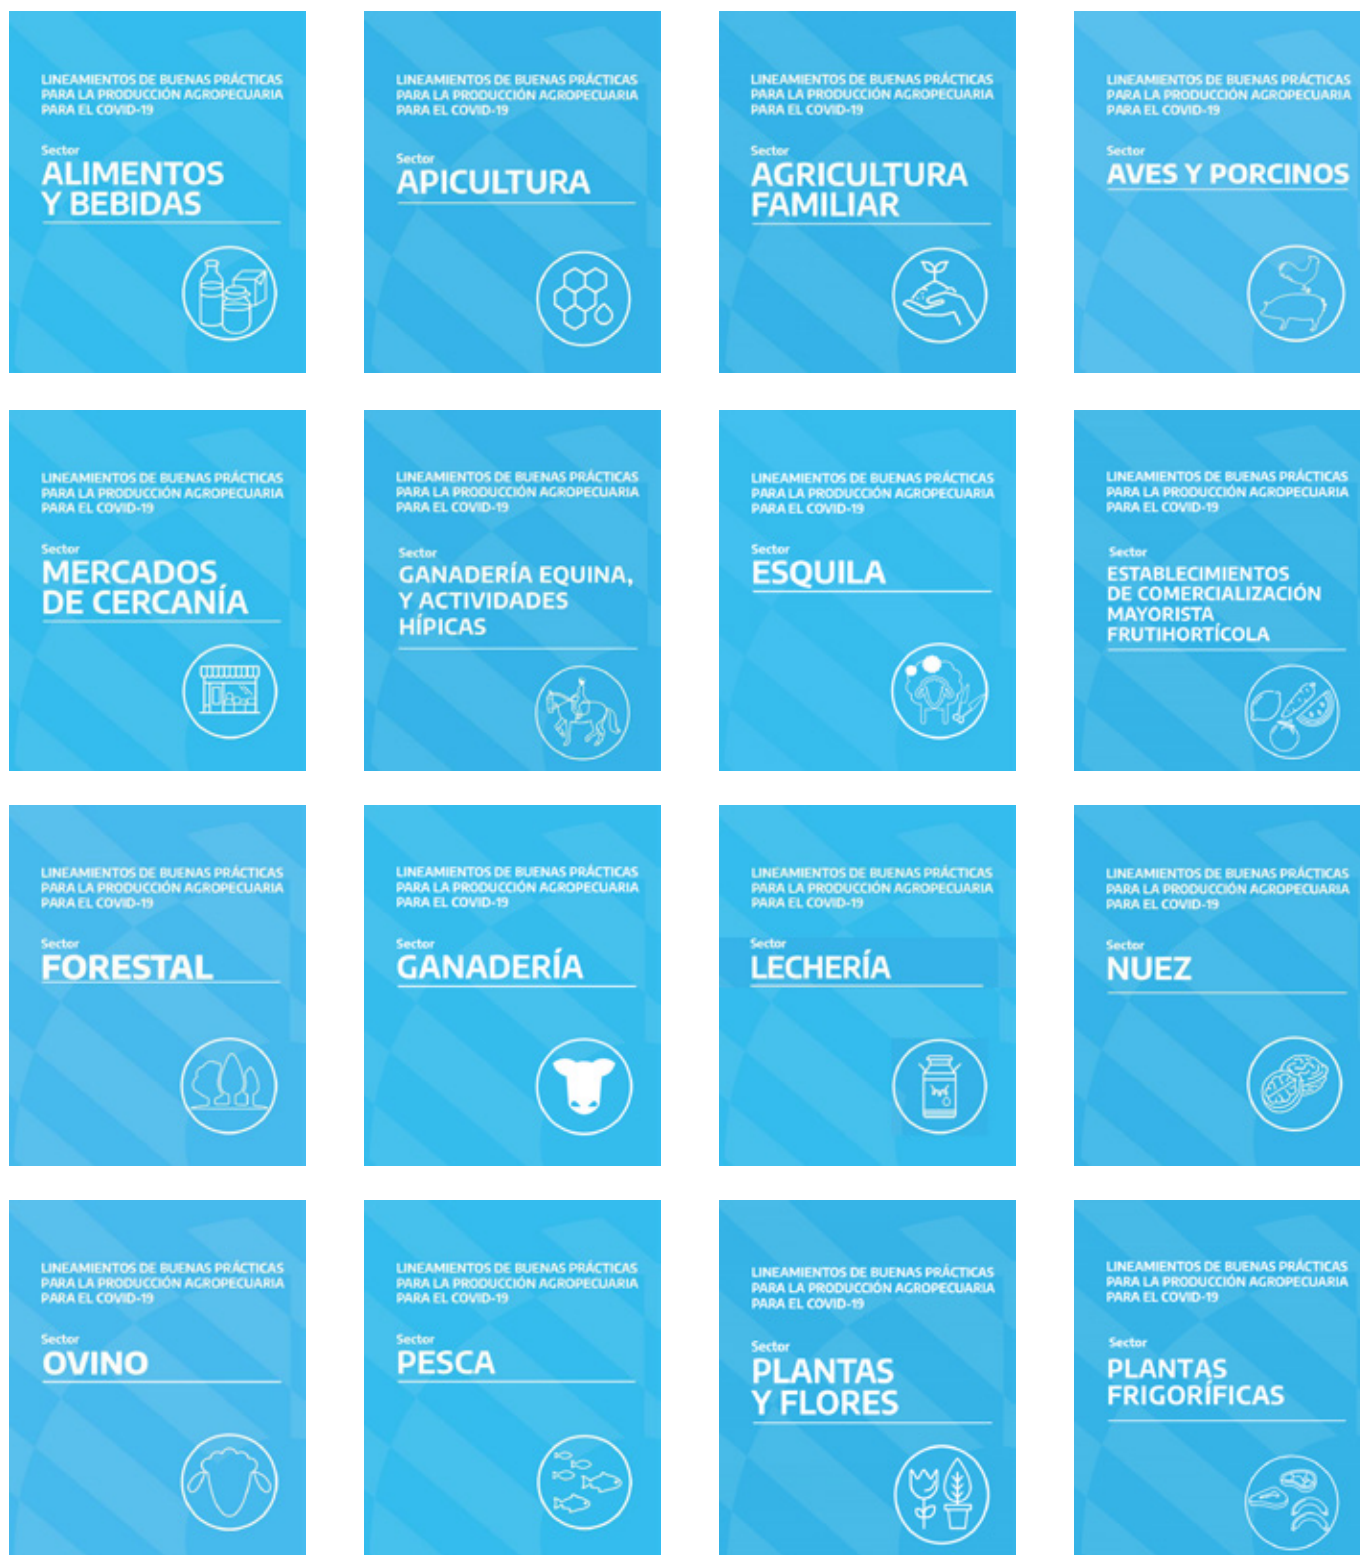 LINEAMIENTOS DE BUENAS PRÁCTICAS
PARA LA PRODUCCIÓN AGROPECUARIA
PARA EL COVID-19
Sector
ALIMENTOS
Y BEBIDAS
LINEAMIENTOS DE BUENAS PRÁCTICAS
PARA LA PRODUCCIÓN AGROPECUARIA
PARA EL COVID-19
Sector
APICULTURA
LINEAMIENTOS DE BUENAS PRÁCTICAS
PARA LA PRODUCCIÓN AGROPECUARIA
PARA EL COVID-19
Sector
AGRICULTURA
FAMILIAR
LINEAMIENTOS DE BUENAS PRÁCTICAS
PARA LA PRODUCCIÓN AGROPECUARIA
PARA EL COVID-19
Sector
AVES Y PORCINOS
LINEAMIENTOS DE BUENAS PRÁCTICAS
PARA LA PRODUCCIÓN AGROPECUARIA
PARA EL COVID-19
Sector
MERCADOS
DE CERCANÍA
LINEAMIENTOS DE BUENAS PRÁCTICAS
PARA LA PRODUCCIÓN AGROPECUARIA
PARA EL COVID-19
Sector
GANADERÍA EQUINA,
Y ACTIVIDADES
HÍPICAS
LINEAMIENTOS DE BUENAS PRÁCTICAS
PARA LA PRODUCCIÓN AGROPECUARIA
PARA EL COVID-19
Sector
ESQUILA
LINEAMIENTOS DE BUENAS PRÁCTICAS
PARA LA PRODUCCIÓN AGROPECUARIA
PARA EL COVID-19
Sector
ESTABLECIMIENTOS
DE COMERCIALIZACIÓN
MAYORISTA
FRUTIHORTÍCOLA
LINEAMIENTOS DE BUENAS PRÁCTICAS
PARA LA PRODUCCIÓN AGROPECUARIA
PARA EL COVID-19
Sector
FORESTAL
LINEAMIENTOS DE BUENAS PRÁCTICAS
PARA LA PRODUCCIÓN AGROPECUARIA
PARA EL COVID-19
Sector
GANADERÍA
LINEAMIENTOS DE BUENAS PRÁCTICAS
PARA LA PRODUCCIÓN AGROPECUARIA
PARA EL COVID-19
Sector
LECHERÍA
LINEAMIENTOS DE BUENAS PRÁCTICAS
PARA LA PRODUCCIÓN AGROPECUARIA
PARA EL COVID-19
Sector
NUEZ
LINEAMIENTOS DE BUENAS PRÁCTICAS
PARA LA PRODUCCIÓN AGROPECUARIA
PARA EL COVID-19
Sector
OVINO
LINEAMIENTOS DE BUENAS PRÁCTICAS
PARA LA PRODUCCIÓN AGROPECUARIA
PARA EL COVID-19
Sector
PESCA
LINEAMIENTOS DE BUENAS PRÁCTICAS
PARA LA PRODUCCIÓN AGROPECUARIA
PARA EL COVID-19
Sector
PLANTAS
Y FLORES
LINEAMIENTOS DE BUENAS PRÁCTICAS
PARA LA PRODUCCIÓN AGROPECUARIA
PARA EL COVID-19
Sector
PLANTAS
FRIGORÍFICAS